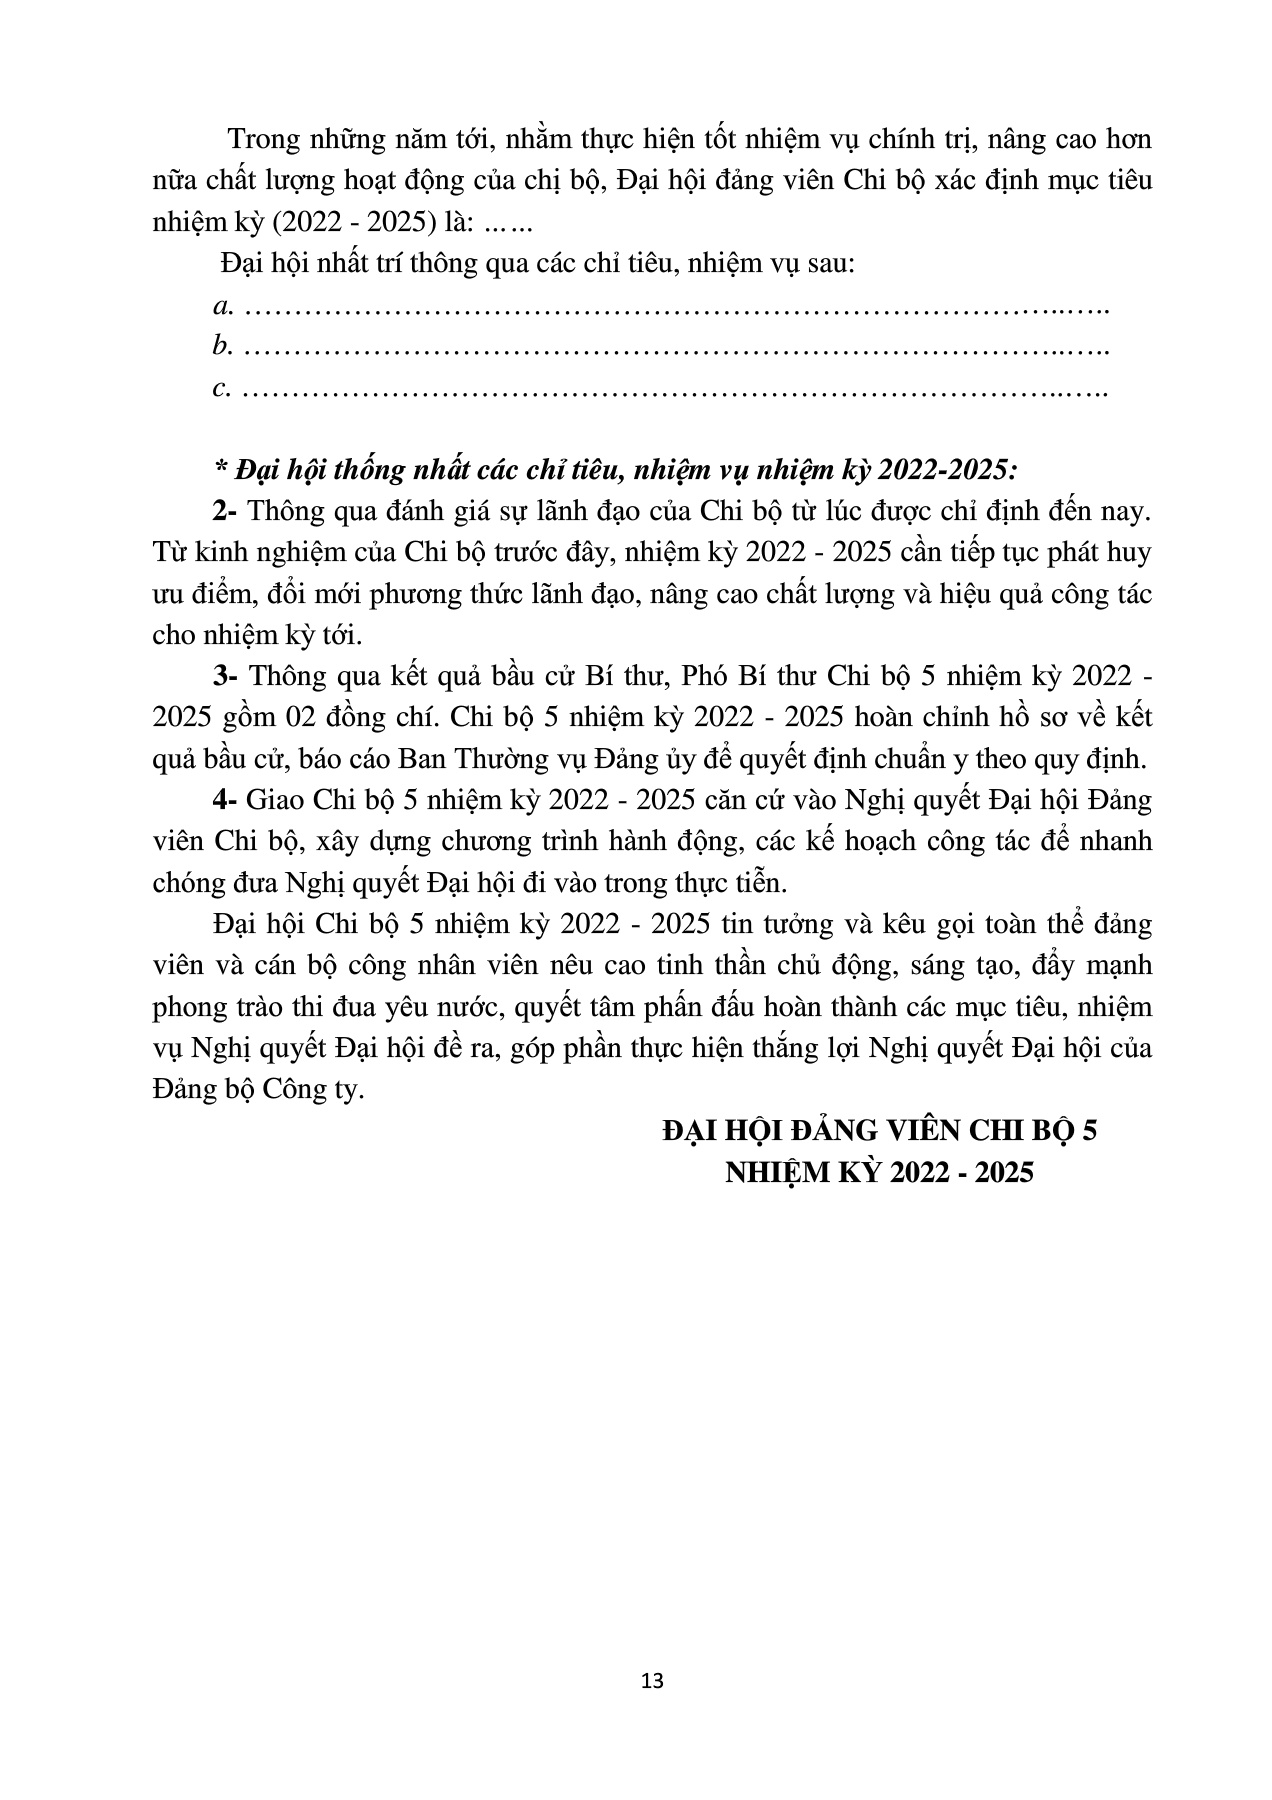 Trong những năm tới, nhằm thực hiện tốt nhiệm vụ chính trị, nâng cao hơn
nữa chất lượng hoạt động của chị bộ, Đại hội đảng viên Chi bộ xác định mục tiêu
nhiệm kỳ (2022 - 2025) là: ... ...
Đại hội nhất trí thông qua các chỉ tiêu, nhiệm vụ sau:
a. ……………………………………………………………………………..…..
b. ……………………………………………………………………………..…..
c. ……………………………………………………………………………..…..
* Đại hội thống nhất các chỉ tiêu, nhiệm vụ nhiệm kỳ 2022-2025:
2- Thông qua đánh giá sự lãnh đạo của Chi bộ từ lúc được chỉ định đến nay.
Từ kinh nghiệm của Chi bộ trước đây, nhiệm kỳ 2022 - 2025 cần tiếp tục phát huy
ưu điểm, đổi mới phương thức lãnh đạo, nâng cao chất lượng và hiệu quả công tác
cho nhiệm kỳ tới.
3- Thông qua kết quả bầu cử Bí thư, Phó Bí thư Chi bộ 5 nhiệm kỳ 2022 -
2025 gồm 02 đồng chí. Chi bộ 5 nhiệm kỳ 2022 - 2025 hoàn chỉnh hồ sơ về kết
quả bầu cử, báo cáo Ban Thường vụ Đảng ủy để quyết định chuẩn y theo quy định.
4- Giao Chi bộ 5 nhiệm kỳ 2022 - 2025 căn cứ vào Nghị quyết Đại hội Đảng
viên Chi bộ, xây dựng chương trình hành động, các kế hoạch công tác để nhanh
chóng đưa Nghị quyết Đại hội đi vào trong thực tiễn.
Đại hội Chi bộ 5 nhiệm kỳ 2022 - 2025 tin tưởng và kêu gọi toàn thể đảng
viên và cán bộ công nhân viên nêu cao tinh thần chủ động, sáng tạo, đẩy mạnh
phong trào thi đua yêu nước, quyết tâm phấn đấu hoàn thành các mục tiêu, nhiệm
vụ Nghị quyết Đại hội đề ra, góp phần thực hiện thắng lợi Nghị quyết Đại hội của
Đảng bộ Công ty.
ĐẠI HỘI ĐẢNG VIÊN CHI BỘ 5
NHIỆM KỲ 2022 - 2025
13